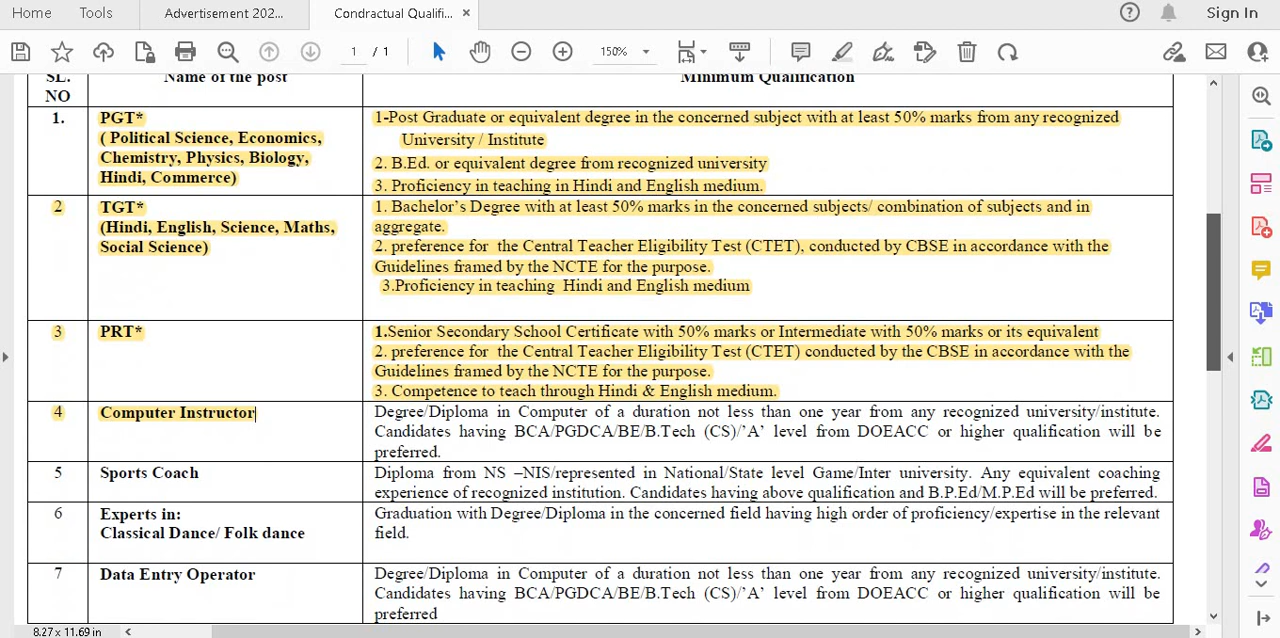 Home Tools Advertisement 202... Condractual Qualifi... × Sign In
1 / 1 150%
SL. NO Name of the post Minimum Qualification
1. PGT*
( Political Science, Economics,
Chemistry, Physics, Biology,
Hindi, Commerce)
1-Post Graduate or equivalent degree in the concerned subject with at least 50% marks from any recognized
University / Institute
2. B.Ed. or equivalent degree from recognized university
3. Proficiency in teaching in Hindi and English medium.
2 TGT*
(Hindi, English, Science, Maths,
Social Science)
1. Bachelor's Degree with at least 50% marks in the concerned subjects/ combination of subjects and in
aggregate.
2. preference for the Central Teacher Eligibility Test (CTET), conducted by CBSE in accordance with the
Guidelines framed by the NCTE for the purpose.
3.Proficiency in teaching Hindi and English medium
3 PRT*
1.Senior Secondary School Certificate with 50% marks or Intermediate with 50% marks or its equivalent
2. preference for the Central Teacher Eligibility Test (CTET) conducted by the CBSE in accordance with the
Guidelines framed by the NCTE for the purpose.
3. Competence to teach through Hindi & English medium.
4 Computer Instructor
Degree/Diploma in Computer of a duration not less than one year from any recognized university/institute.
Candidates having BCA/PGDCA/BE/B.Tech (CS)/'A' level from DOEACC or higher qualification will be
preferred.
5 Sports Coach
Diploma from NS –NIS/represented in National/State level Game/Inter university. Any equivalent coaching
experience of recognized institution. Candidates having above qualification and B.P.Ed/M.P.Ed will be preferred.
6 Experts in:
Classical Dance/ Folk dance
Graduation with Degree/Diploma in the concerned field having high order of proficiency/expertise in the relevant
field.
7 Data Entry Operator
Degree/Diploma in Computer of a duration not less than one year from any recognized university/institute.
Candidates having BCA/PGDCA/BE/B.Tech (CS)/'A' level from DOEACC or higher qualification will be
preferred
8.27 x 11.69 in